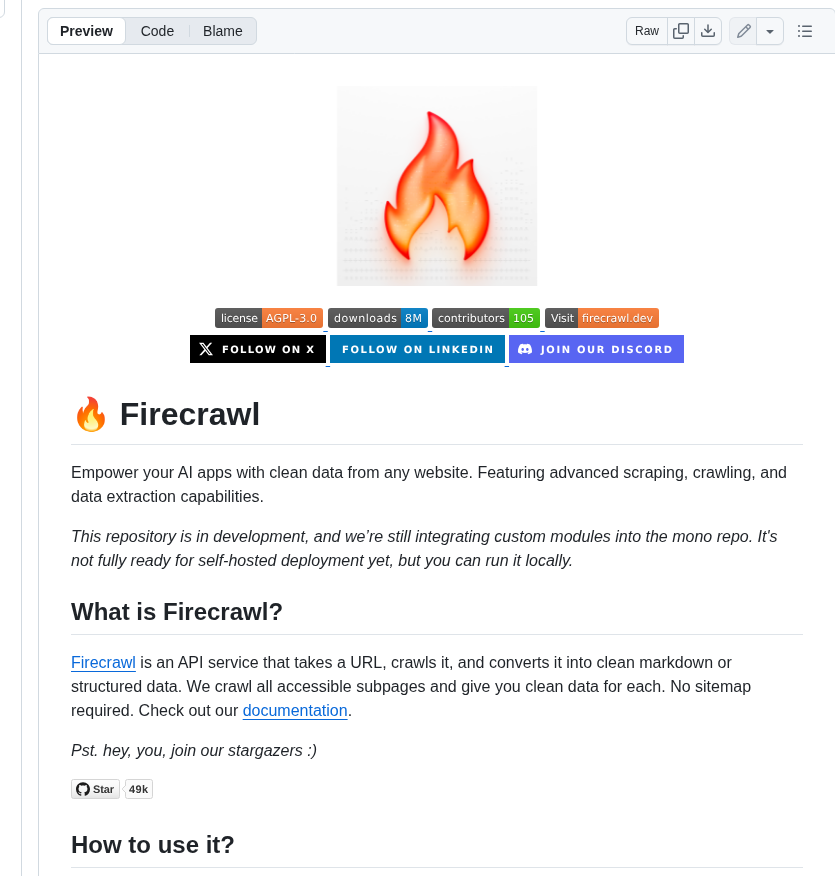 Preview Code Blame Raw
license AGPL-3.0 downloads 8M contributors 105 Visit firecrawl.dev
FOLLOW ON X FOLLOW ON LINKEDIN JOIN OUR DISCORD
🔥 Firecrawl
Empower your AI apps with clean data from any website. Featuring advanced scraping, crawling, and
data extraction capabilities.
This repository is in development, and we’re still integrating custom modules into the mono repo. It's
not fully ready for self-hosted deployment yet, but you can run it locally.
What is Firecrawl?
Firecrawl is an API service that takes a URL, crawls it, and converts it into clean markdown or
structured data. We crawl all accessible subpages and give you clean data for each. No sitemap
required. Check out our documentation.
Pst. hey, you, join our stargazers :)
Star 49k
How to use it?